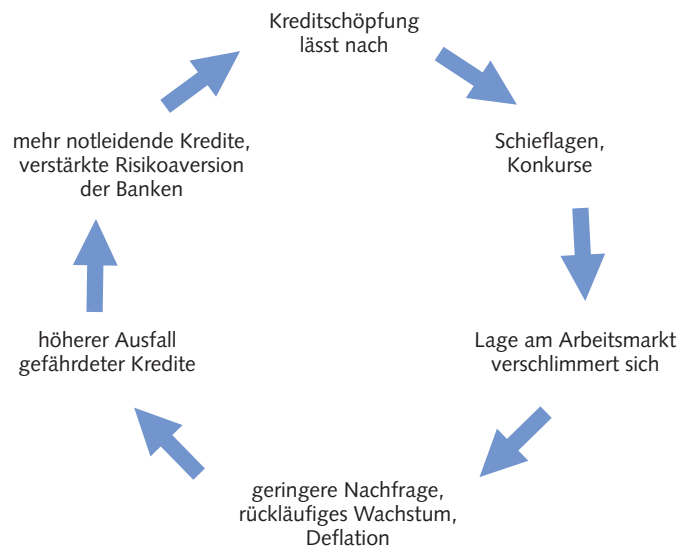 Kreditschöpfung
lässt nach
Schieflagen,
Konkurse
Lage am Arbeitsmarkt
verschlimmert sich
geringere Nachfrage,
rückläufiges Wachstum,
Deflation
höherer Ausfall
gefährdeter Kredite
mehr notleidende Kredite,
verstärkte Risikoaversion
der Banken